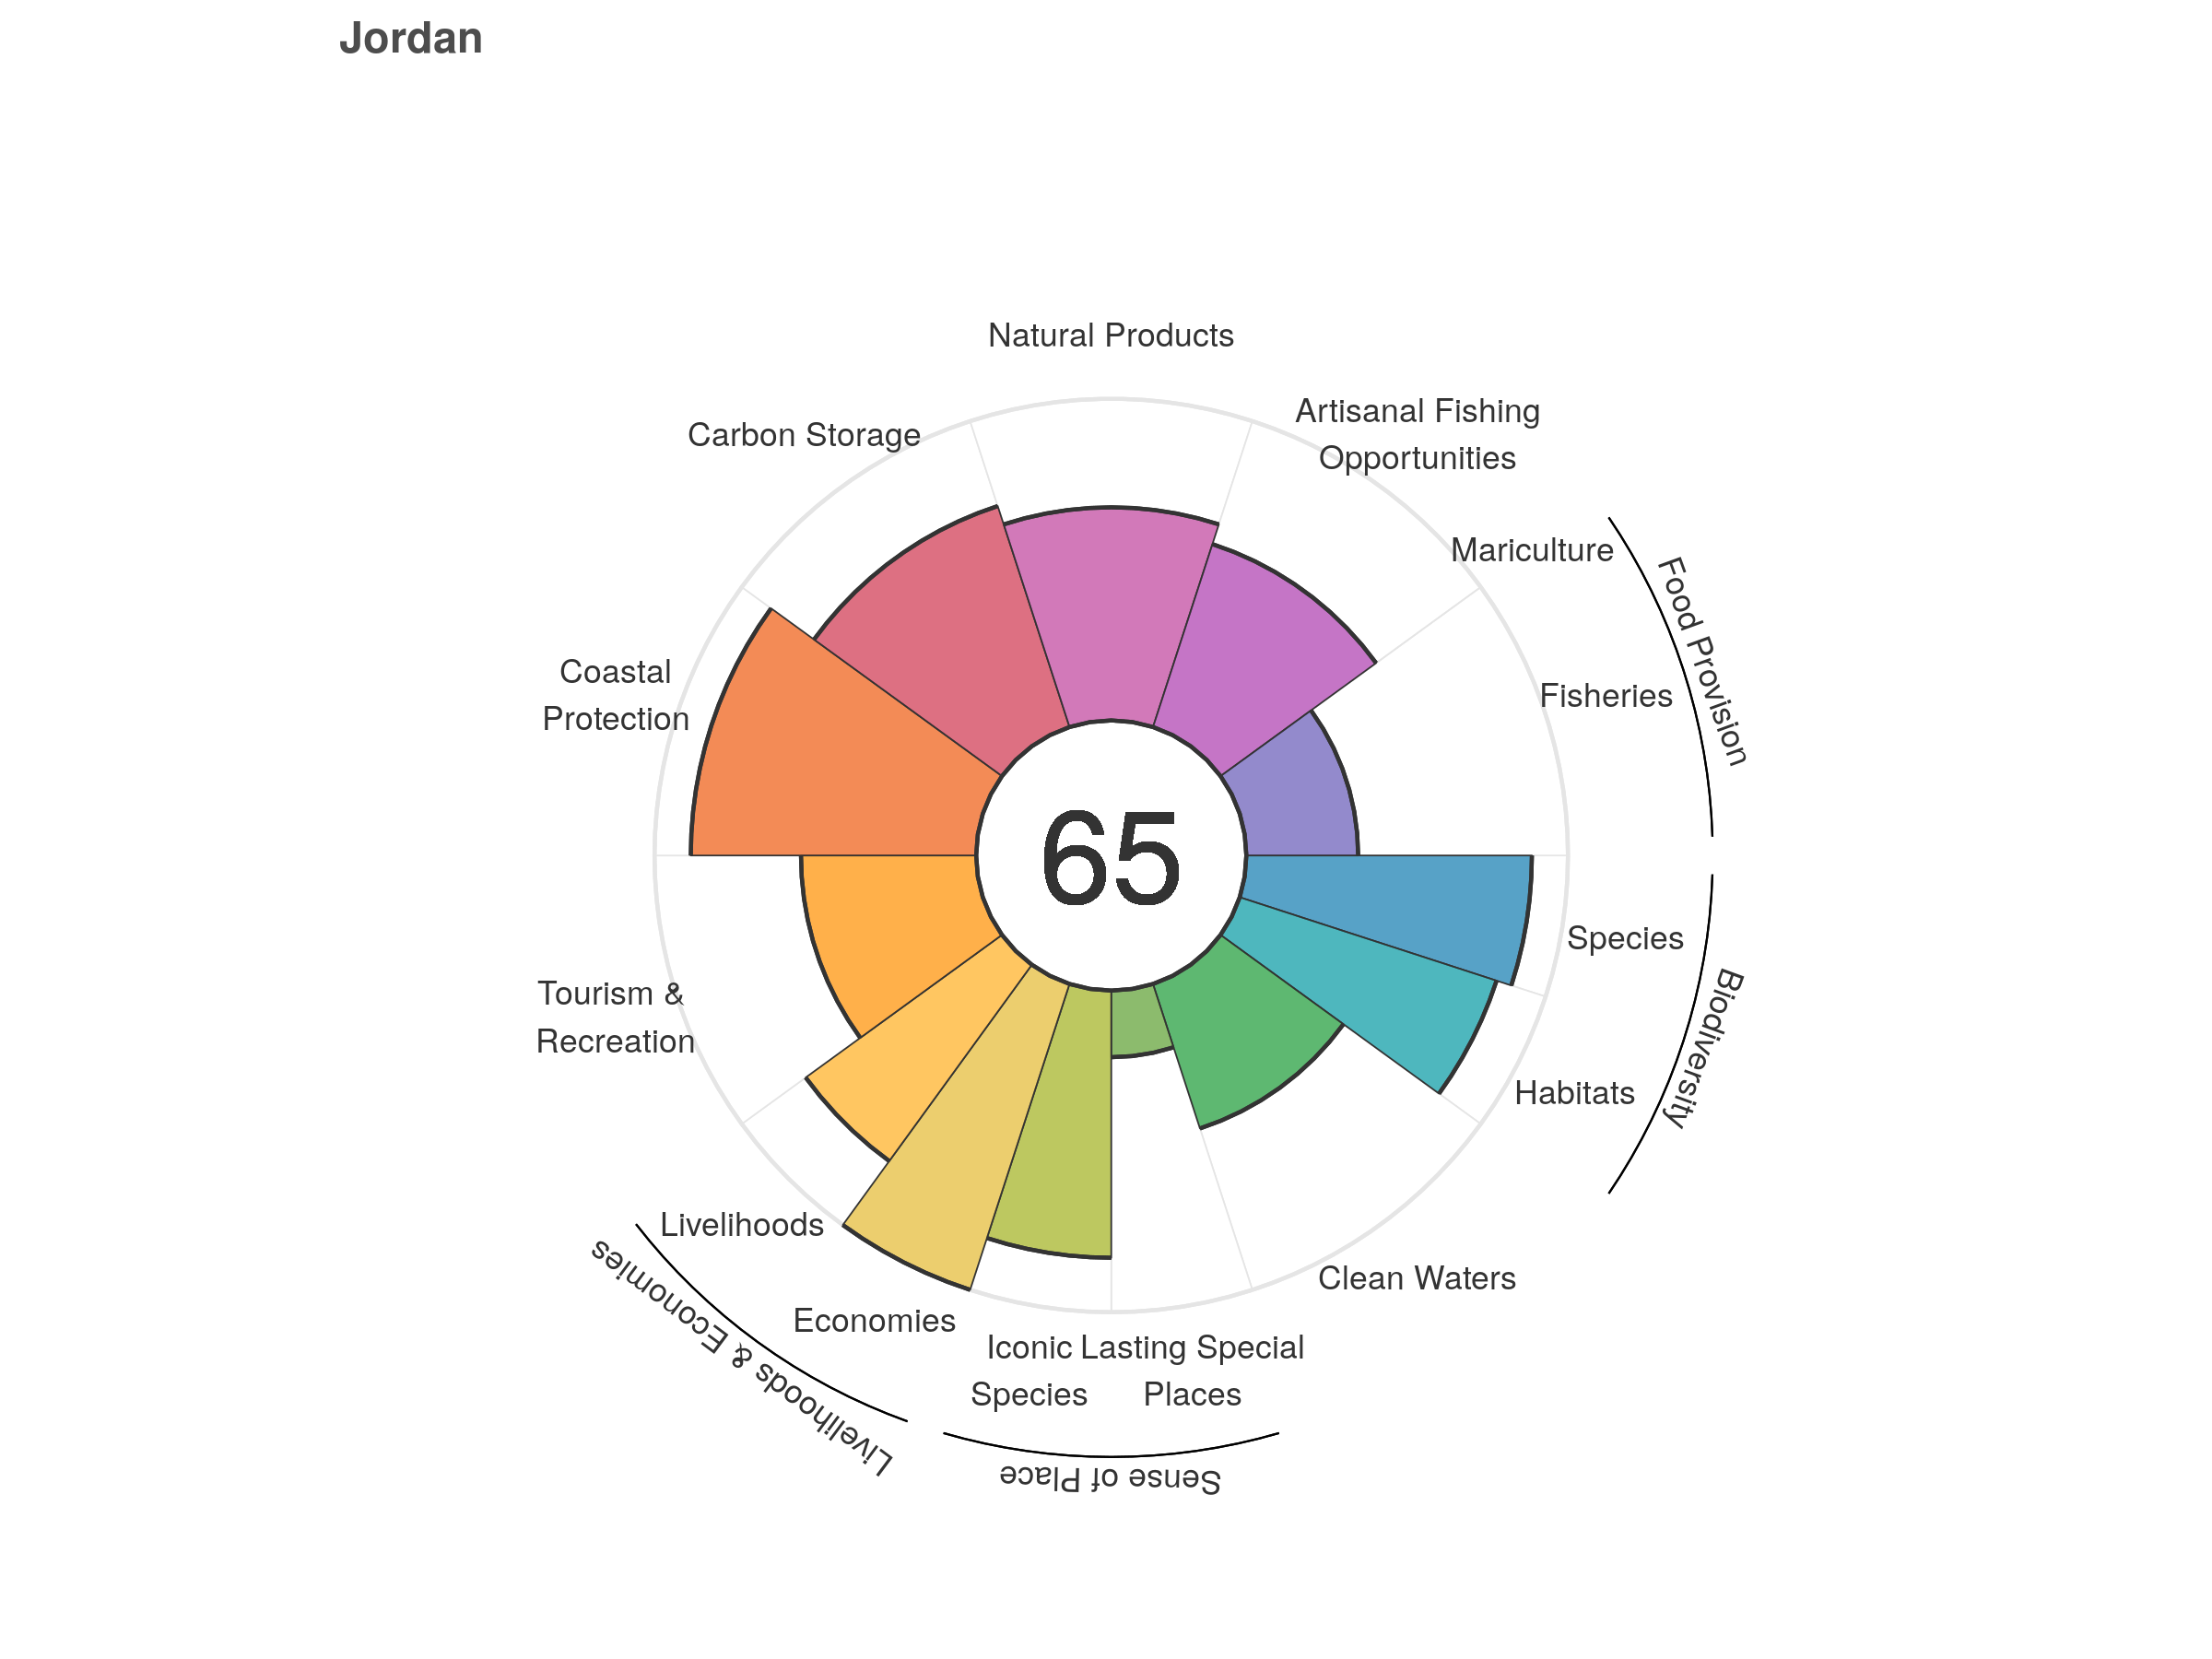 Jordan
Natural Products
Artisanal Fishing
Opportunities
Carbon Storage
Mariculture
Food Provision
Fisheries
Coastal
Protection
65
Species
Biodiversity
Habitats
Tourism &
Recreation
Livelihoods
Livelihoods & Economies
Clean Waters
Economies
Iconic
Species
Lasting Special
Places
Sense of Place